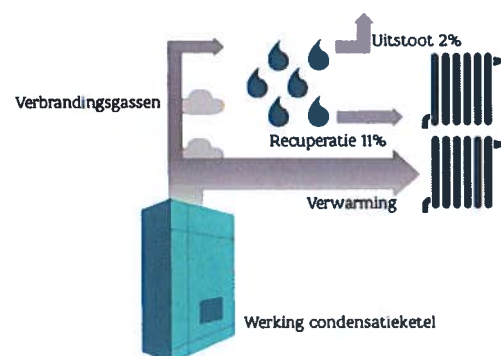 Uitstoot 2%
Verbrandingsgassen
Recuperatie 11%
Verwarming
Werking condensatieketel